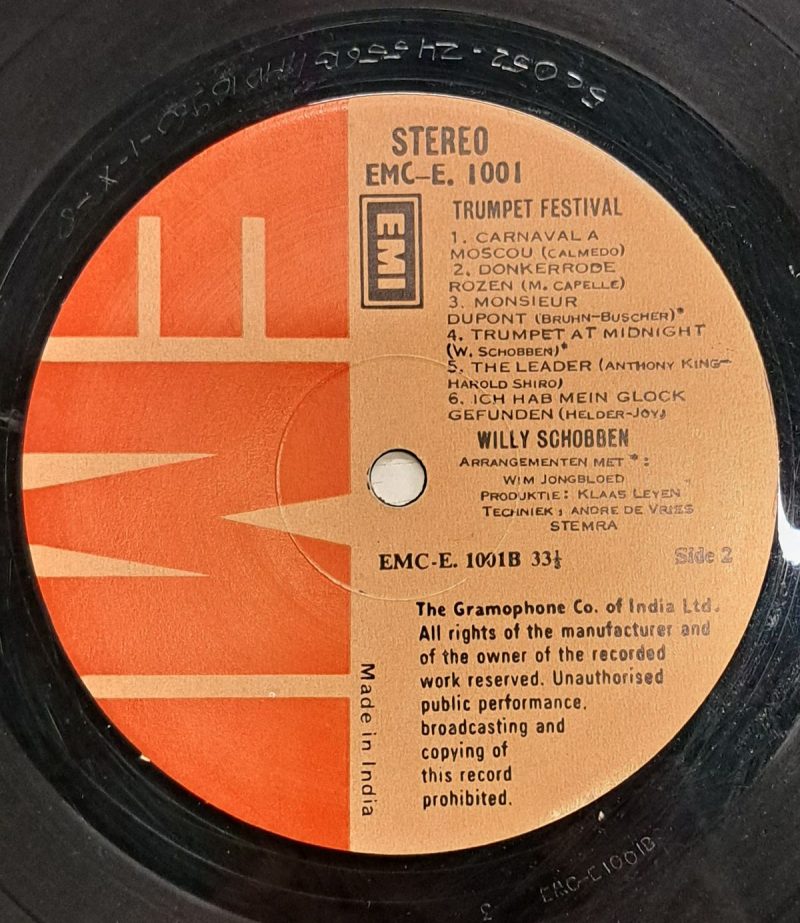 STEREO
EMC–E. 1001
EMI
TRUMPET FESTIVAL
1. CARNAVAL A
MOSCOU (CALMEDO)
2. DONKERRODE
ROZEN (M. CAPELLE)
3. MONSIEUR
DUPONT (BRUHN–BUSCHER)*
4. TRUMPET AT MIDNIGHT
(W. SCHOBBEN)*
5. THE LEADER (ANTHONY KING–
HAROLD SHIRO)
6. ICH HAB MEIN GLOCK
GEFUNDEN (HELDER–JOY)
WILLY SCHOBBEN
ARRANGEMENTEN MET *:
WIM JONGBLOED
PRODUKTIE: KLAAS LEYEN
TECHNIEK; ANDRE DE VRIES
STEMRA
EMC-E. 1001B 33⅓
Side 2
The Gramophone Co. of India Ltd.
All rights of the manufacturer and
of the owner of the recorded
work reserved. Unauthorised
public performance,
broadcasting and
copying of
this record
prohibited.
Made in India
EMI
3 EMC-E1001B